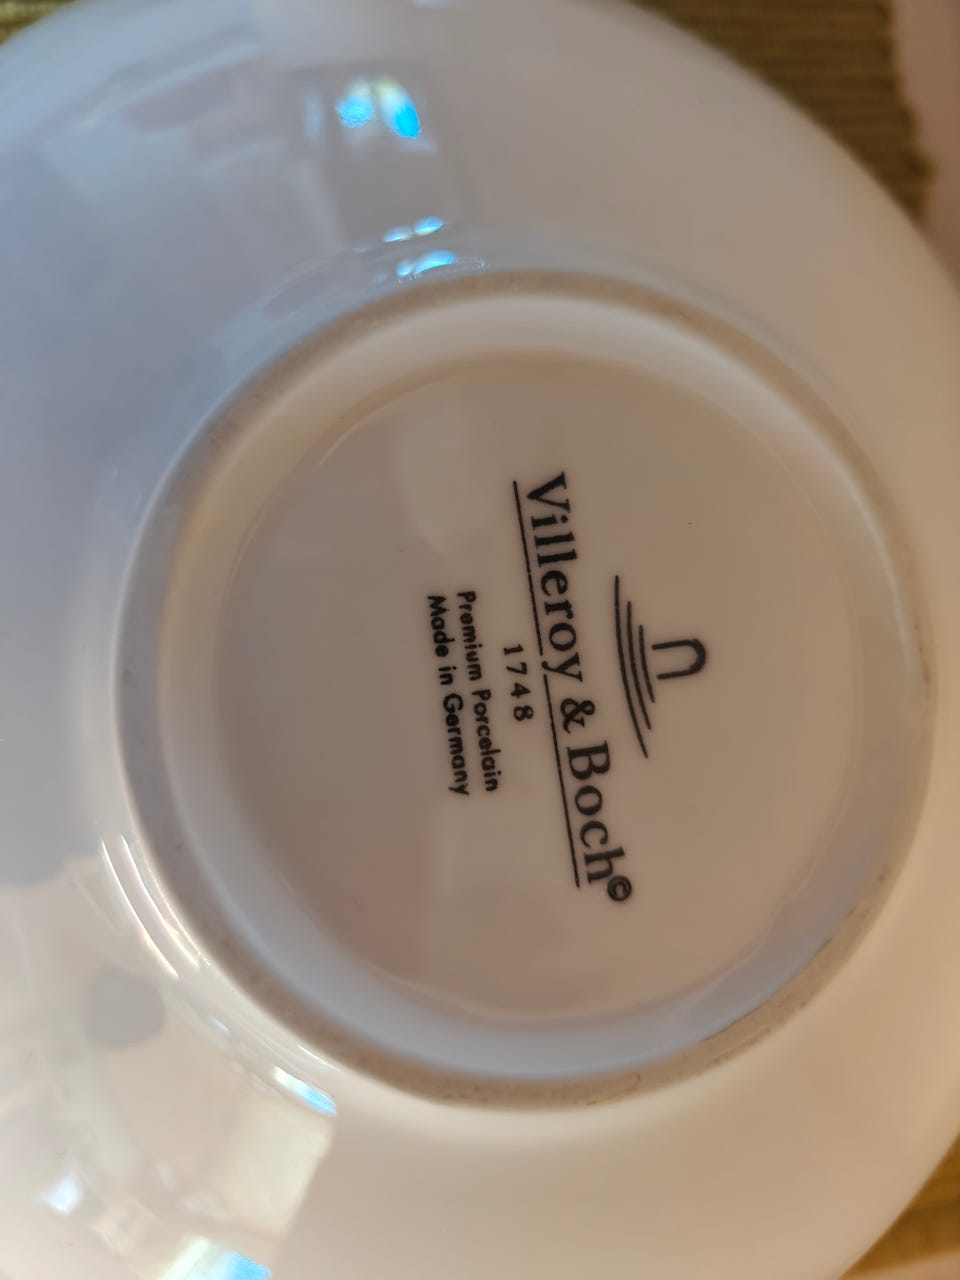 Villeroy & Boch©
1748
Premium Porcelain
Made in Germany